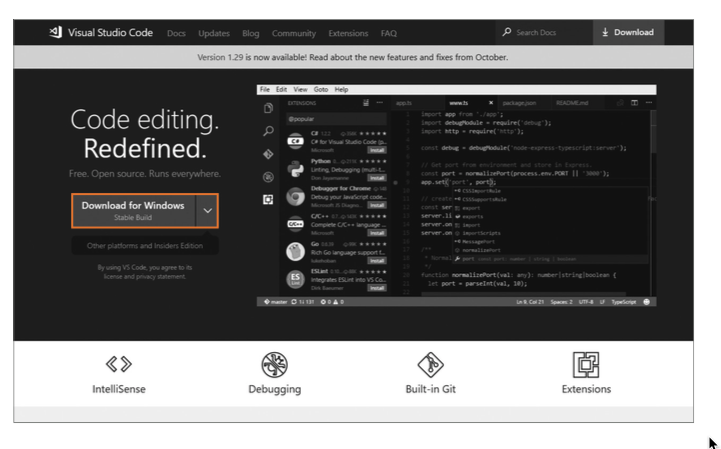 Visual Studio Code Docs Updates Blog Community Extensions FAQ Search Docs Download
Version 1.29 is now available! Read about the new features and fixes from October.
Code editing.
Redefined.
Free. Open source. Runs everywhere.
Download for Windows
Stable Build
Other platforms and Insiders Edition
By using VS Code, you agree to its
license and privacy statement.
File Edit View Goto Help
EXTENSIONS
@popular
C#
C# for Visual Studio Code (p...
Microsoft Install
Python
Linting, Debugging (multi-t...
Don Jayamanne Install
Debugger for Chrome
Debug your JavaScript code...
Microsoft JS Diagno... Install
C/C++
Complete C/C++ language ...
Microsoft Install
Go
Rich Go language support f...
lukehoban Install
ESLint
Integrates ESLint into VS Co...
Dirk Baeumer Install
app.ts www.ts package.json README.md
import app from './app';
import debugModule = require('debug');
import http = require('http');
const debug = debugModule('node-express-typescript:server');
// Get port from environment and store in Express.
const port = normalizePort(process.env.PORT || '3000');
app.set('port', port);
CSSImportRule
// create CSSSupportsRule
const ser export
server.li exports
server.on import
server.on importScripts
MessagePort
/** normalizePort
* Normal port const port: number | string | boolean
*/
function normalizePort(val: any): number|string|boolean {
let port = parseInt(val, 10);
master Ln 9, Col 21 Spaces: 2 UTF-8 LF TypeScript
IntelliSense
Debugging
Built-in Git
Extensions